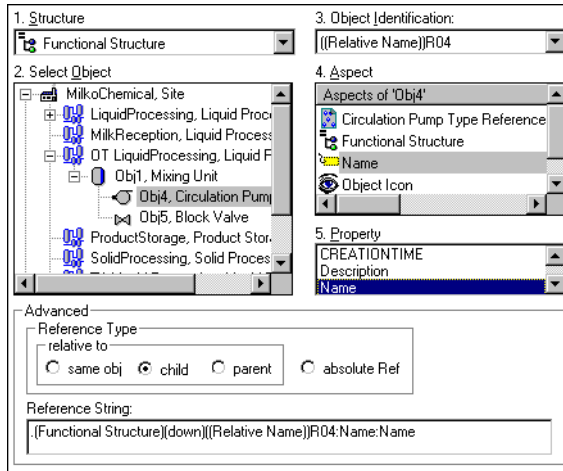 1. Structure
Functional Structure
2. Select Object
MilkoChemical, Site
LiquidProcessing, Liquid Proc
MilkReception, Liquid Process
OT LiquidProcessing, Liquid F
Obj1, Mixing Unit
Obj4, Circulation Pum
Obj5, Block Valve
ProductStorage, Product Stor
SolidProcessing, Solid Proces
3. Object Identification:
((Relative Name))R04
4. Aspect
Aspects of 'Obj4'
Circulation Pump Type Reference
Functional Structure
Name
Object Icon
5. Property
CREATIONTIME
Description
Name
Advanced
Reference Type
relative to
same obj child parent absolute Ref
Reference String:
.(Functional Structure)(down)((Relative Name))R04:Name:Name